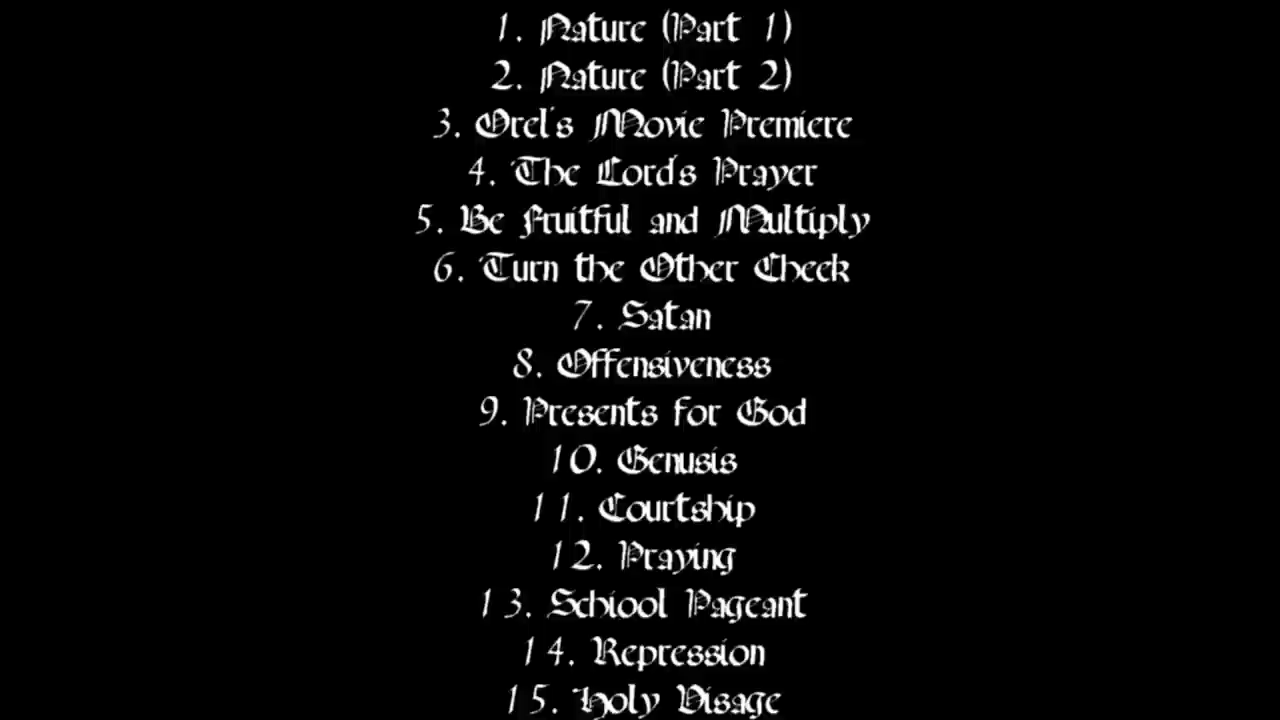 1. Nature (Part 1)
2. Nature (Part 2)
3. Orel's Movie Premiere
4. The Lord's Prayer
5. Be Fruitful and Multiply
6. Turn the Other Cheek
7. Satan
8. Offensiveness
9. Presents for God
10. Genusis
11. Courtship
12. Praying
13. School Pageant
14. Repression
15. Holy Visage